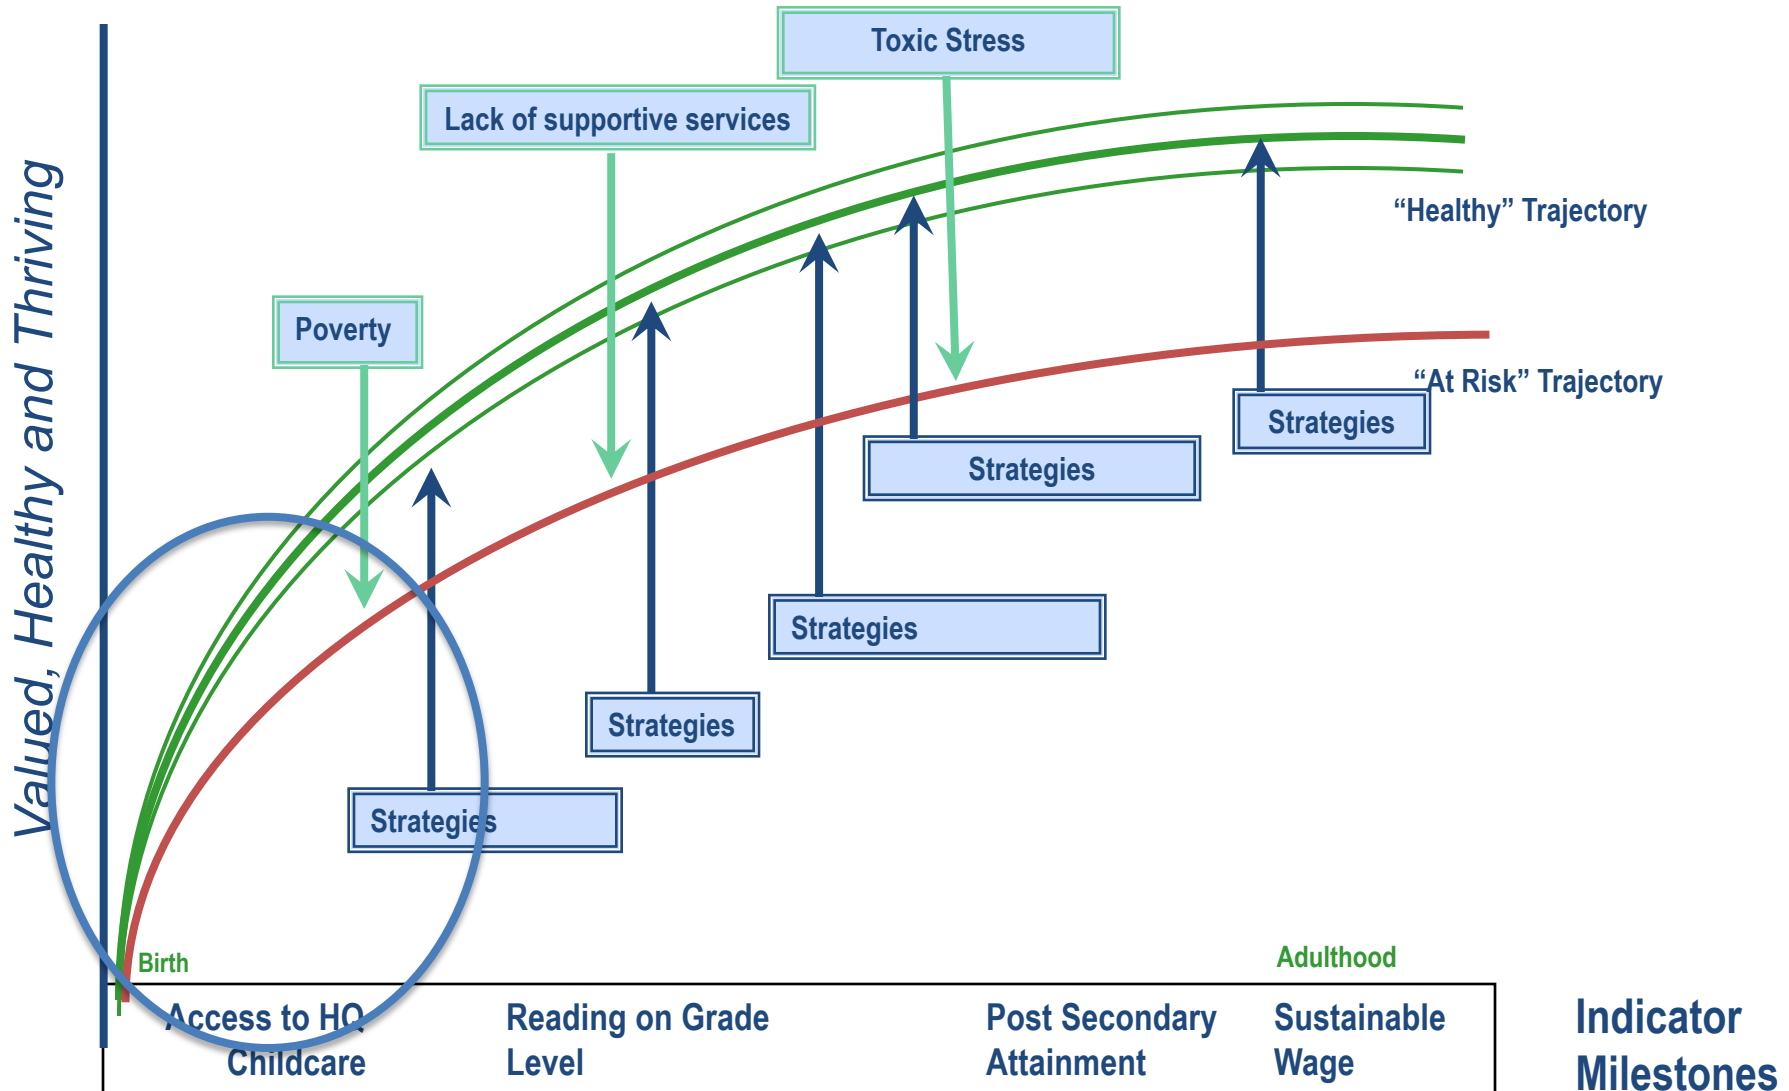 Toxic Stress
Lack of supportive services
Poverty
Valued, Healthy and Thriving
“Healthy” Trajectory
“At Risk” Trajectory
Strategies
Strategies
Strategies
Strategies
Strategies
Birth
Adulthood
Access to HQ
Childcare
Reading on Grade
Level
Post Secondary
Attainment
Sustainable
Wage
Indicator
Milestones